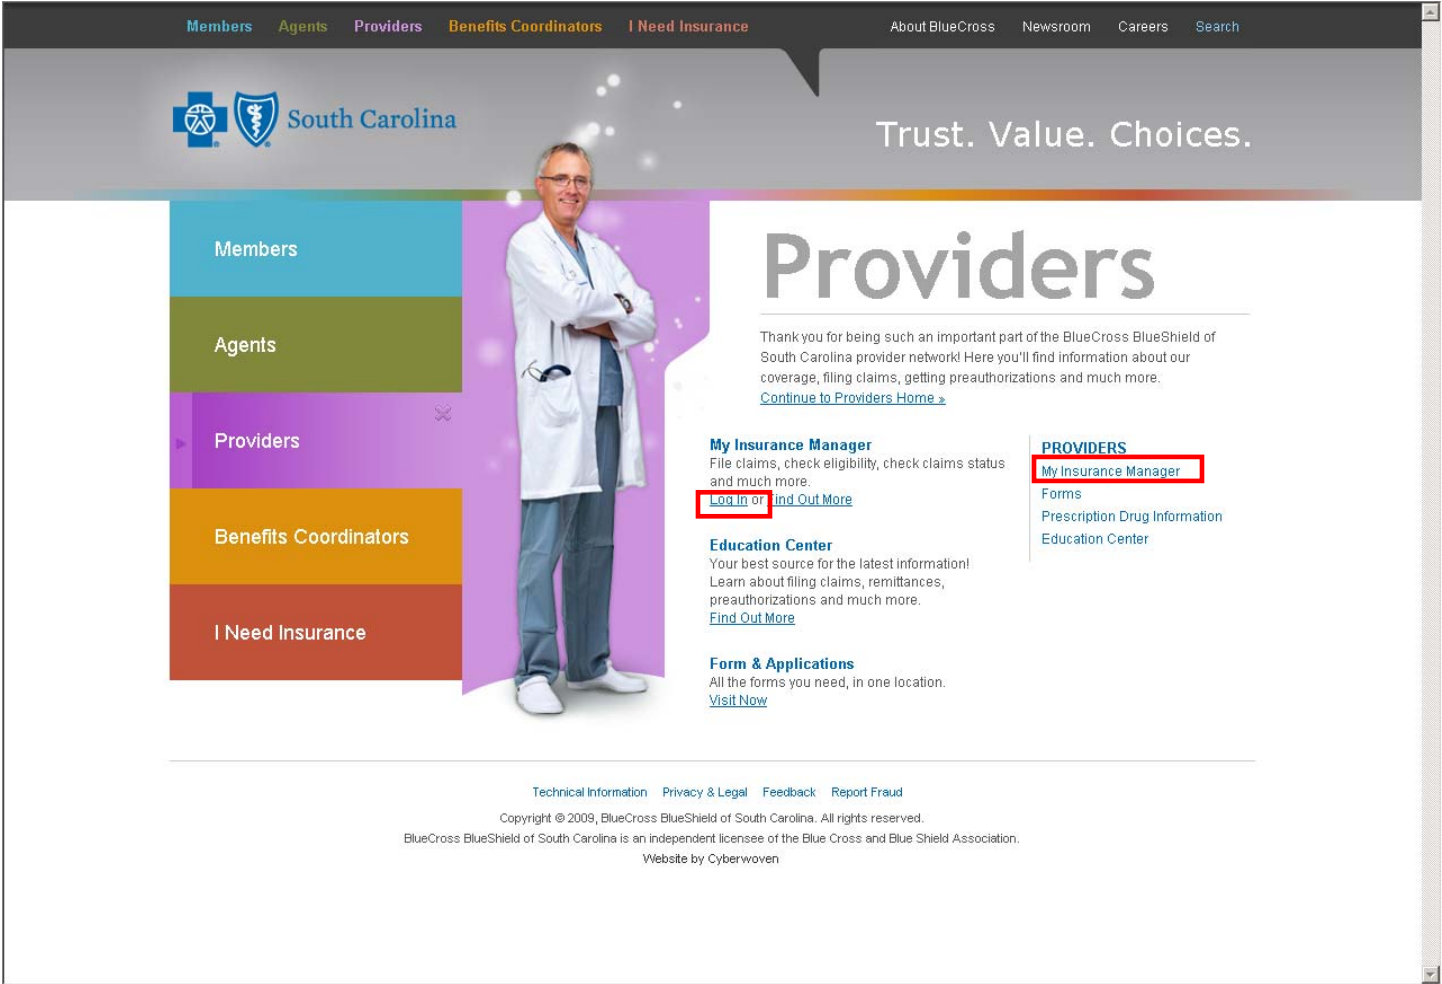 Members Agents Providers Benefits Coordinators I Need Insurance About BlueCross Newsroom Careers Search
South Carolina
Trust. Value. Choices.
Members
Agents
Providers
Benefits Coordinators
I Need Insurance
Providers
Thank you for being such an important part of the BlueCross BlueShield of
South Carolina provider network! Here you'll find information about our
coverage, filing claims, getting preauthorizations and much more.
Continue to Providers Home »
My Insurance Manager
File claims, check eligibility, check claims status
and much more.
Log In or Find Out More
Education Center
Your best source for the latest information!
Learn about filing claims, remittances,
preauthorizations and much more.
Find Out More
Form & Applications
All the forms you need, in one location.
Visit Now
PROVIDERS
My Insurance Manager
Forms
Prescription Drug Information
Education Center
Technical Information Privacy & Legal Feedback Report Fraud
Copyright © 2009, BlueCross BlueShield of South Carolina. All rights reserved.
BlueCross BlueShield of South Carolina is an independent licensee of the Blue Cross and Blue Shield Association.
Website by Cyberwoven